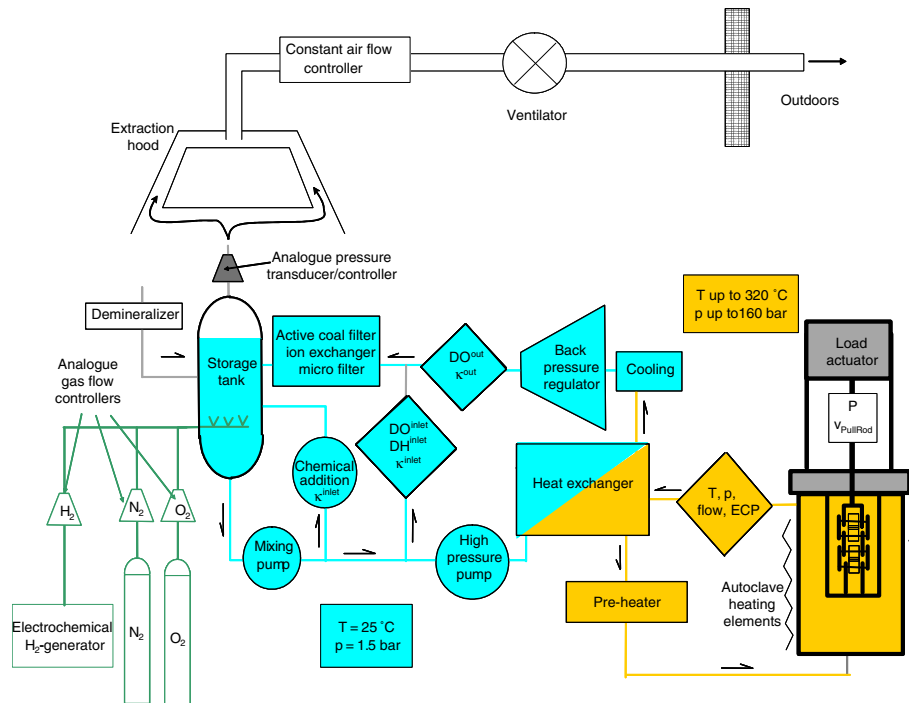 Constant air flow
controller
Ventilator
Outdoors
Extraction
hood
Analogue pressure
transducer/controller
T up to 320 ˚C
p up to160 bar
Demineralizer
Active coal filter
ion exchanger
micro filter
DO^out
κ^out
Back
pressure
regulator
Cooling
Load
actuator
Storage
tank
Analogue
gas flow
controllers
P
v_PullRod
DO^inlet
DH^inlet
κ^inlet
Chemical
addition
κ^inlet
Heat exchanger
T, p,
flow, ECP
H₂
N₂
O₂
Mixing
pump
High
pressure
pump
Pre-heater
Autoclave
heating
elements
Electrochemical
H₂-generator
N₂
O₂
T = 25 ˚C
p = 1.5 bar